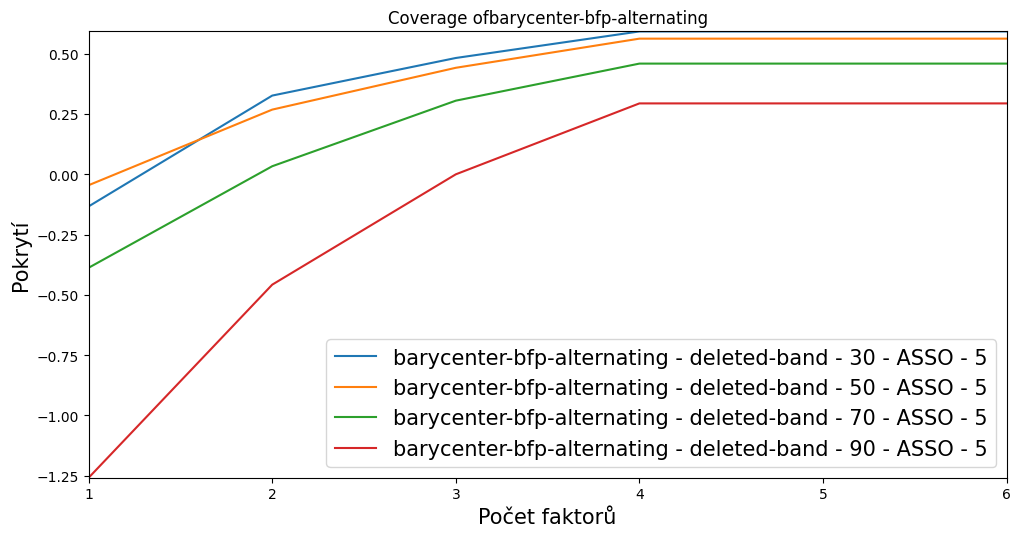 Coverage ofbarycenter-bfp-alternating
0.50
0.25
0.00
−0.25
−0.50
−0.75
−1.00
−1.25
Pokrytí
barycenter-bfp-alternating - deleted-band - 30 - ASSO - 5
barycenter-bfp-alternating - deleted-band - 50 - ASSO - 5
barycenter-bfp-alternating - deleted-band - 70 - ASSO - 5
barycenter-bfp-alternating - deleted-band - 90 - ASSO - 5
1 2 3 4 5 6
Počet faktorů